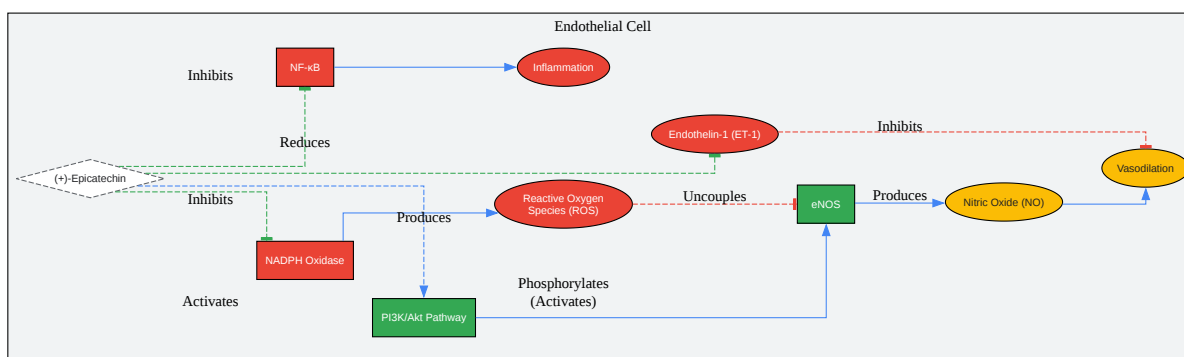 Endothelial Cell
NF-κB
Inflammation
Inhibits
Endothelin-1 (ET-1)
Inhibits
Reduces
Vasodilation
(+)-Epicatechin
Inhibits
Reactive Oxygen
Species (ROS)
Uncouples
eNOS
Produces
Nitric Oxide (NO)
Produces
NADPH Oxidase
Activates
Phosphorylates
(Activates)
PI3K/Akt Pathway